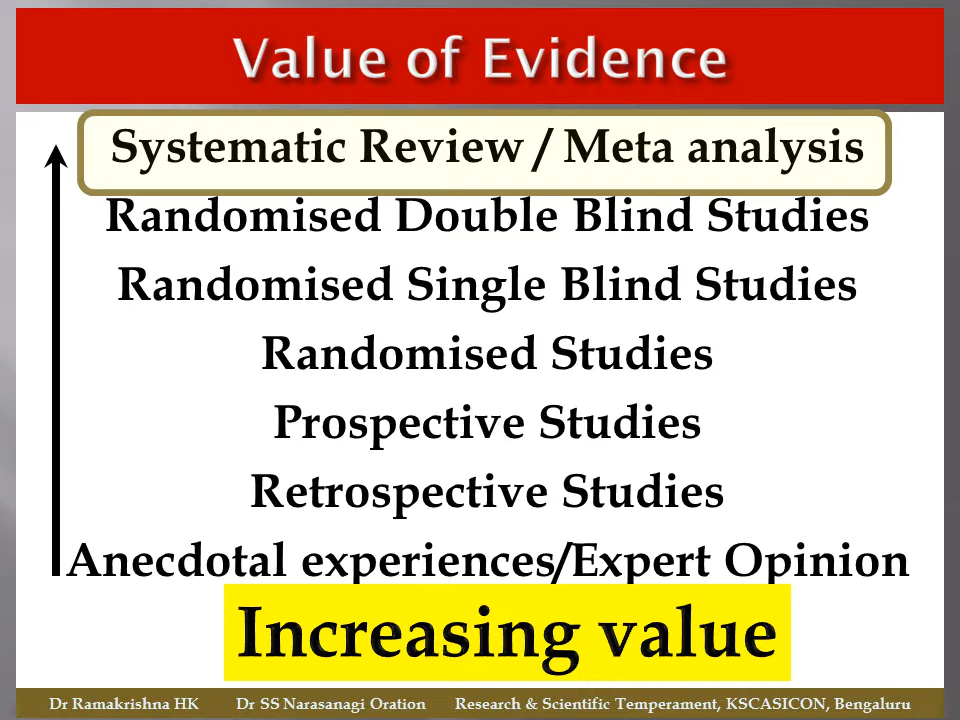 Value of Evidence
Systematic Review / Meta analysis
Randomised Double Blind Studies
Randomised Single Blind Studies
Randomised Studies
Prospective Studies
Retrospective Studies
Anecdotal experiences/Expert Opinion
Increasing value
Dr Ramakrishna HK Dr SS Narasanagi Oration Research & Scientific Temperament, KSCASICON, Bengaluru